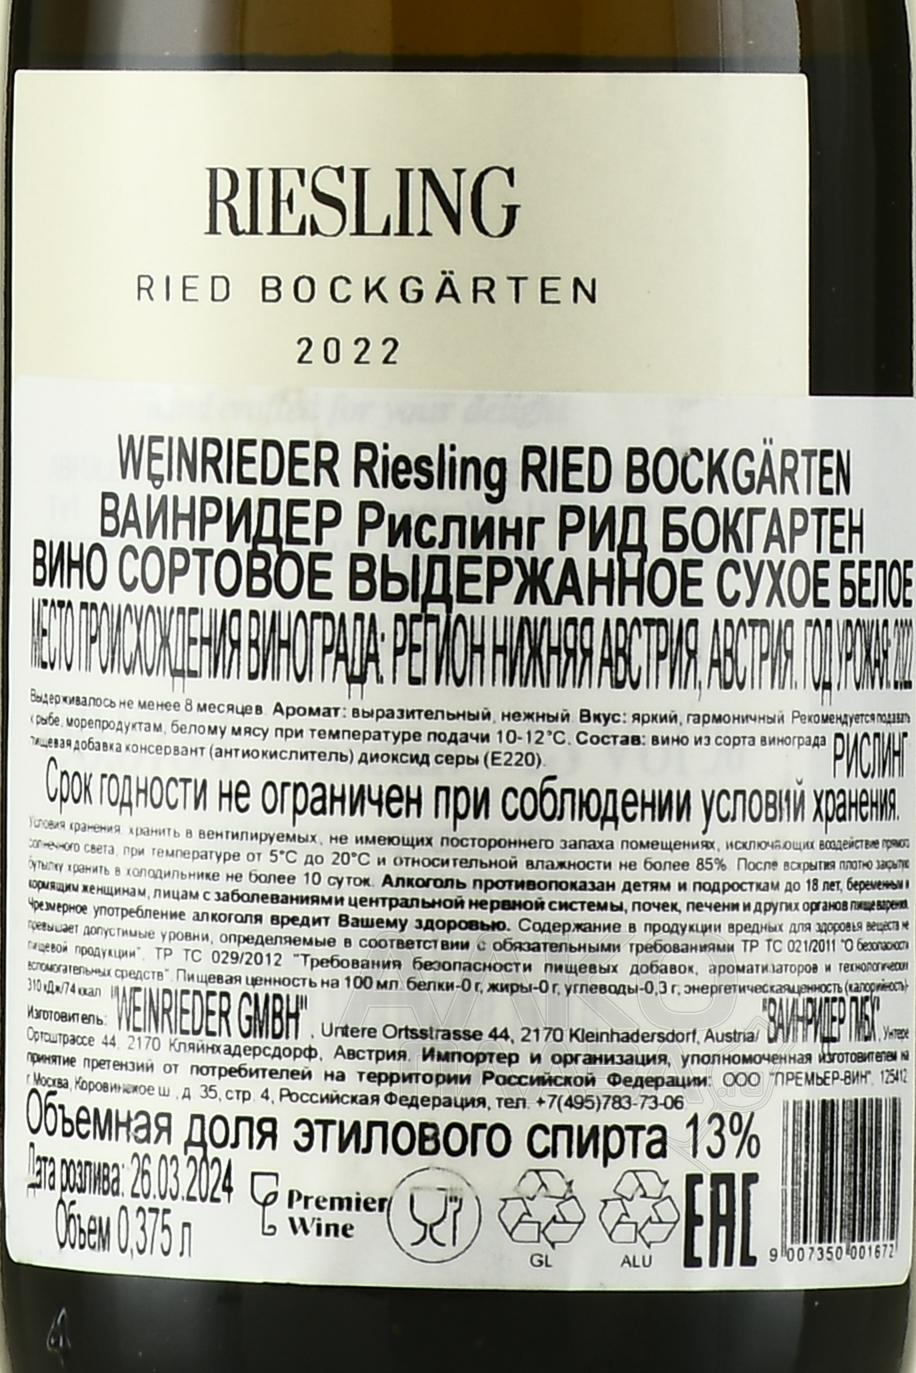 RIESLING
RIED BOCKGÄRTEN
2022
WEINRIEDER Riesling RIED BOCKGÄRTEN
ВАЙНРИДЕР Рислинг РИД БОКГАРТЕН
ВИНО СОРТОВОЕ ВЫДЕРЖАННОЕ СУХОЕ БЕЛОЕ
МЕСТО ПРОИСХОЖДЕНИЯ ВИНОГРАДА: РЕГИОН НИЖНЯЯ АВСТРИЯ, АВСТРИЯ. ГОД УРОЖАЯ: 2022
Выдерживалось не менее 8 месяцев. Аромат: выразительный, нежный. Вкус: яркий, гармоничный. Рекомендуется подавать
к рыбе, морепродуктам, белому мясу при температуре подачи 10-12°С. Состав: вино из сорта винограда РИСЛИНГ
пищевая добавка консервант (антиокислитель) диоксид серы (Е220).
Срок годности не ограничен при соблюдении условий хранения.
Условия хранения: хранить в вентилируемых, не имеющих постороннего запаха помещениях, исключающих воздействие прямого
солнечного света, при температуре от 5°С до 20°С и относительной влажности не более 85%. После вскрытия плотно закрытую
бутылку хранить в холодильнике не более 10 суток. Алкоголь противопоказан детям и подросткам до 18 лет, беременным и
кормящим женщинам, лицам с заболеваниями центральной нервной системы, почек, печени и других органов пищеварения.
Чрезмерное употребление алкоголя вредит Вашему здоровью. Содержание в продукции вредных для здоровья веществ не
превышает допустимые уровни, определяемые в соответствии с обязательными требованиями ТР ТС 021/2011 "О безопасности
пищевой продукции". ТР ТС 029/2012 "Требования безопасности пищевых добавок, ароматизаторов и технологических
вспомогательных средств". Пищевая ценность на 100 мл: белки-0 г, жиры-0 г, углеводы-0,3 г, энергетическая ценность (калорийность)-
310 кДж/74 ккал.
Изготовитель: "WEINRIEDER GMBH", Untere Ortsstrasse 44, 2170 Kleinhadersdorf, Austria/ "ВАЙНРИДЕР ГМБХ", Унтере
Ортсштрассе 44, 2170 Кляйнхадерсдорф, Австрия. Импортер и организация, уполномоченная изготовителем на
принятие претензий от потребителей на территории Российской Федерации: ООО "ПРЕМЬЕР-ВИН", 125412
г.Москва, Коровинское ш., д. 35, стр. 4, Российская Федерация, тел. +7(495)783-73-06
Объемная доля этилового спирта 13%
Дата розлива: 26.03.2024
Объем 0,375 л
Premier
Wine
GL
ALU
EAC
9 007350 001672